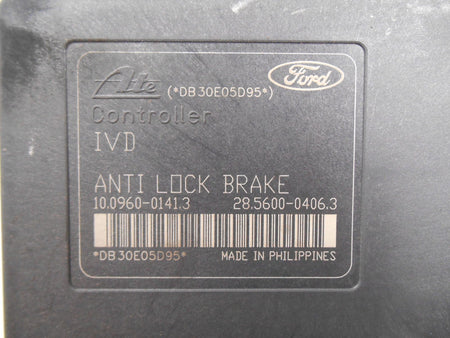 Ate (*DB30E05D95*) Ford
Controller
IVD
ANTI LOCK BRAKE
10.0960-0141.3 28.5600-0406.3
*DB30E05D95* MADE IN PHILIPPINES